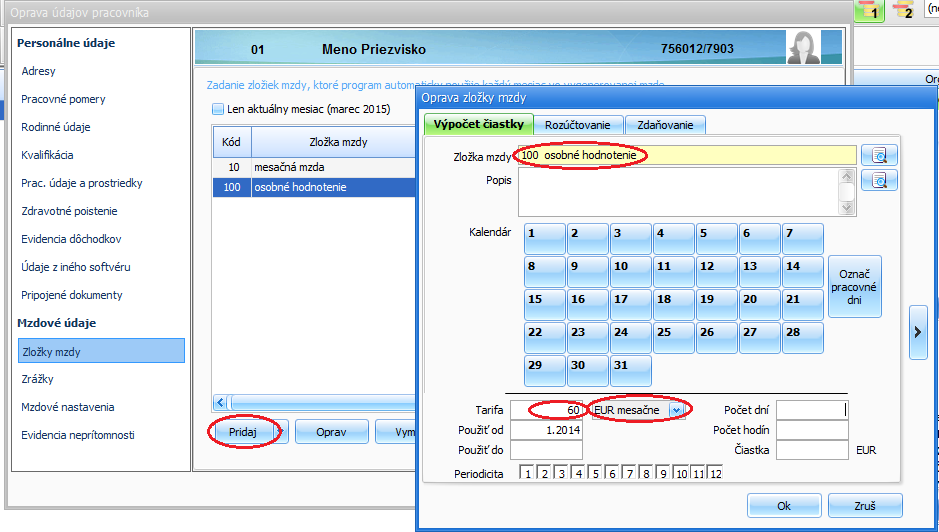 Oprava údajov pracovníka
1 2 (n
Personálne údaje
Adresy
Pracovné pomery
Rodinné údaje
Kvalifikácia
Prac. údaje a prostriedky
Zdravotné poistenie
Evidencia dôchodkov
Údaje z iného softvéru
Pripojené dokumenty
Mzdové údaje
Zložky mzdy
Zrážky
Mzdové nastavenia
Evidencia neprítomnosti
01 Meno Priezvisko 756012/7903
Zadanie zložiek mzdy, ktoré program automaticky použije každý mesiac vo vygenerovanej mzde
Len aktuálny mesiac (marec 2015)
Kód Zložka mzdy
10 mesačná mzda
100 osobné hodnotenie
Pridaj Oprav Vym
Or
Oprava zložky mzdy
Výpočet čiastky Rozúčtovanie Zdaňovanie
Zložka mzdy 100 osobné hodnotenie
Popis
Kalendár 1 2 3 4 5 6 7
8 9 10 11 12 13 14
15 16 17 18 19 20 21
22 23 24 25 26 27 28
29 30 31
Označ
pracovné
dni
Tarifa 60 EUR mesačne Počet dní
Použiť od 1.2014 Počet hodín
Použiť do Čiastka EUR
Periodicita 1 2 3 4 5 6 7 8 9 10 11 12
Ok Zruš